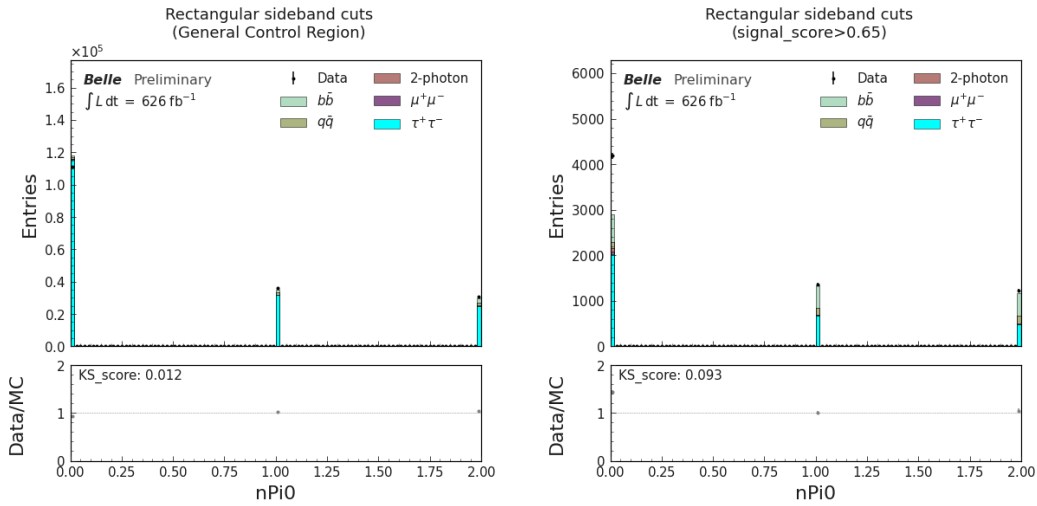 Rectangular sideband cuts
(General Control Region)
×10⁵
Belle Preliminary
∫ L dt = 626 fb⁻¹
Data
bb̄
qq̄
2-photon
μ⁺μ⁻
τ⁺τ⁻
Entries
1.6
1.4
1.2
1.0
0.8
0.6
0.4
0.2
0.0
KS_score: 0.012
Data/MC
2
1
0
0.00 0.25 0.50 0.75 1.00 1.25 1.50 1.75 2.00
nPi0
Rectangular sideband cuts
(signal_score>0.65)
Belle Preliminary
∫ L dt = 626 fb⁻¹
Data
bb̄
qq̄
2-photon
μ⁺μ⁻
τ⁺τ⁻
Entries
6000
5000
4000
3000
2000
1000
0
KS_score: 0.093
Data/MC
2
1
0
0.00 0.25 0.50 0.75 1.00 1.25 1.50 1.75 2.00
nPi0